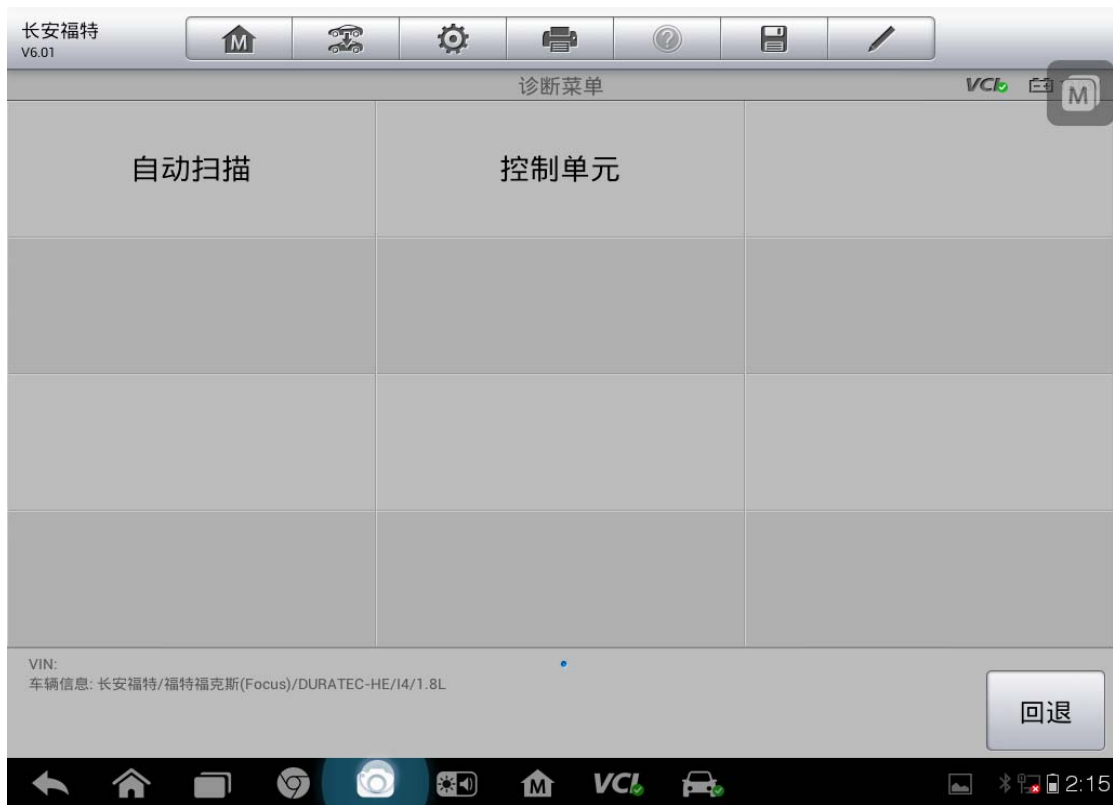 长安福特
V6.01
诊断菜单
VCI
M
自动扫描
控制单元
VIN:
车辆信息: 长安福特/福特福克斯(Focus)/DURATEC-HE/I4/1.8L
回退
M
VCI
2:15